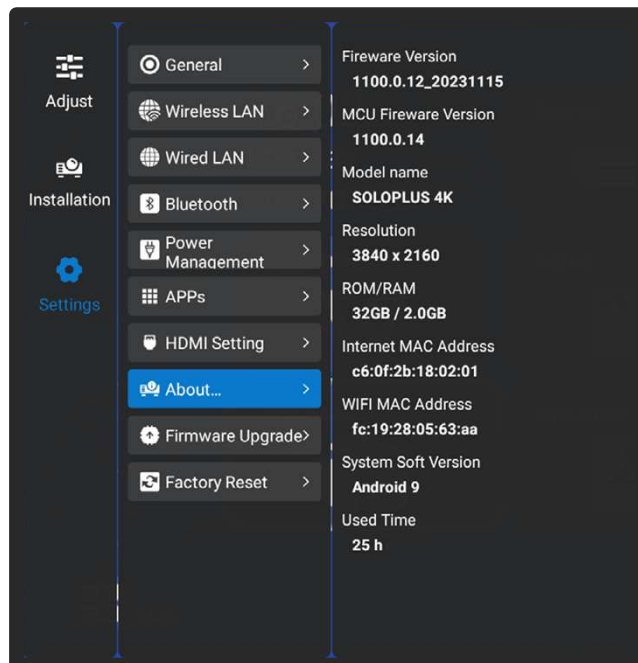 Adjust
Installation
Settings
General
Wireless LAN
Wired LAN
Bluetooth
Power
Management
APPs
HDMI Setting
About...
Firmware Upgrade
Factory Reset
Fireware Version
1100.0.12_20231115
MCU Fireware Version
1100.0.14
Model name
SOLOPLUS 4K
Resolution
3840 x 2160
ROM/RAM
32GB / 2.0GB
Internet MAC Address
c6:0f:2b:18:02:01
WIFI MAC Address
fc:19:28:05:63:aa
System Soft Version
Android 9
Used Time
25 h